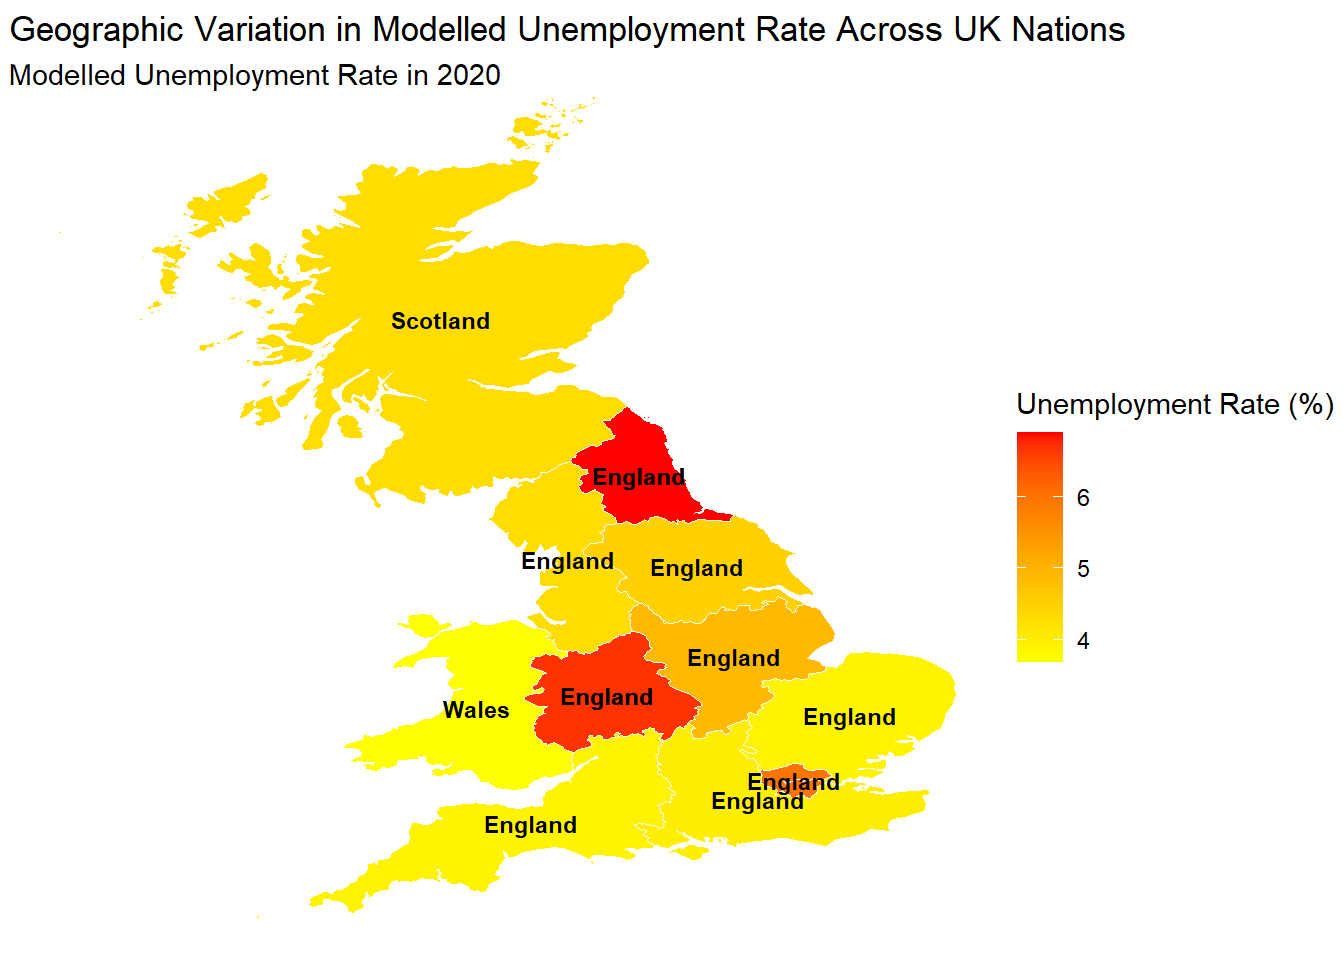 Geographic Variation in Modelled Unemployment Rate Across UK Nations
Modelled Unemployment Rate in 2020
Scotland
Unemployment Rate (%)
England
6
England
England
5
England
4
England
Wales
England
England
England
England